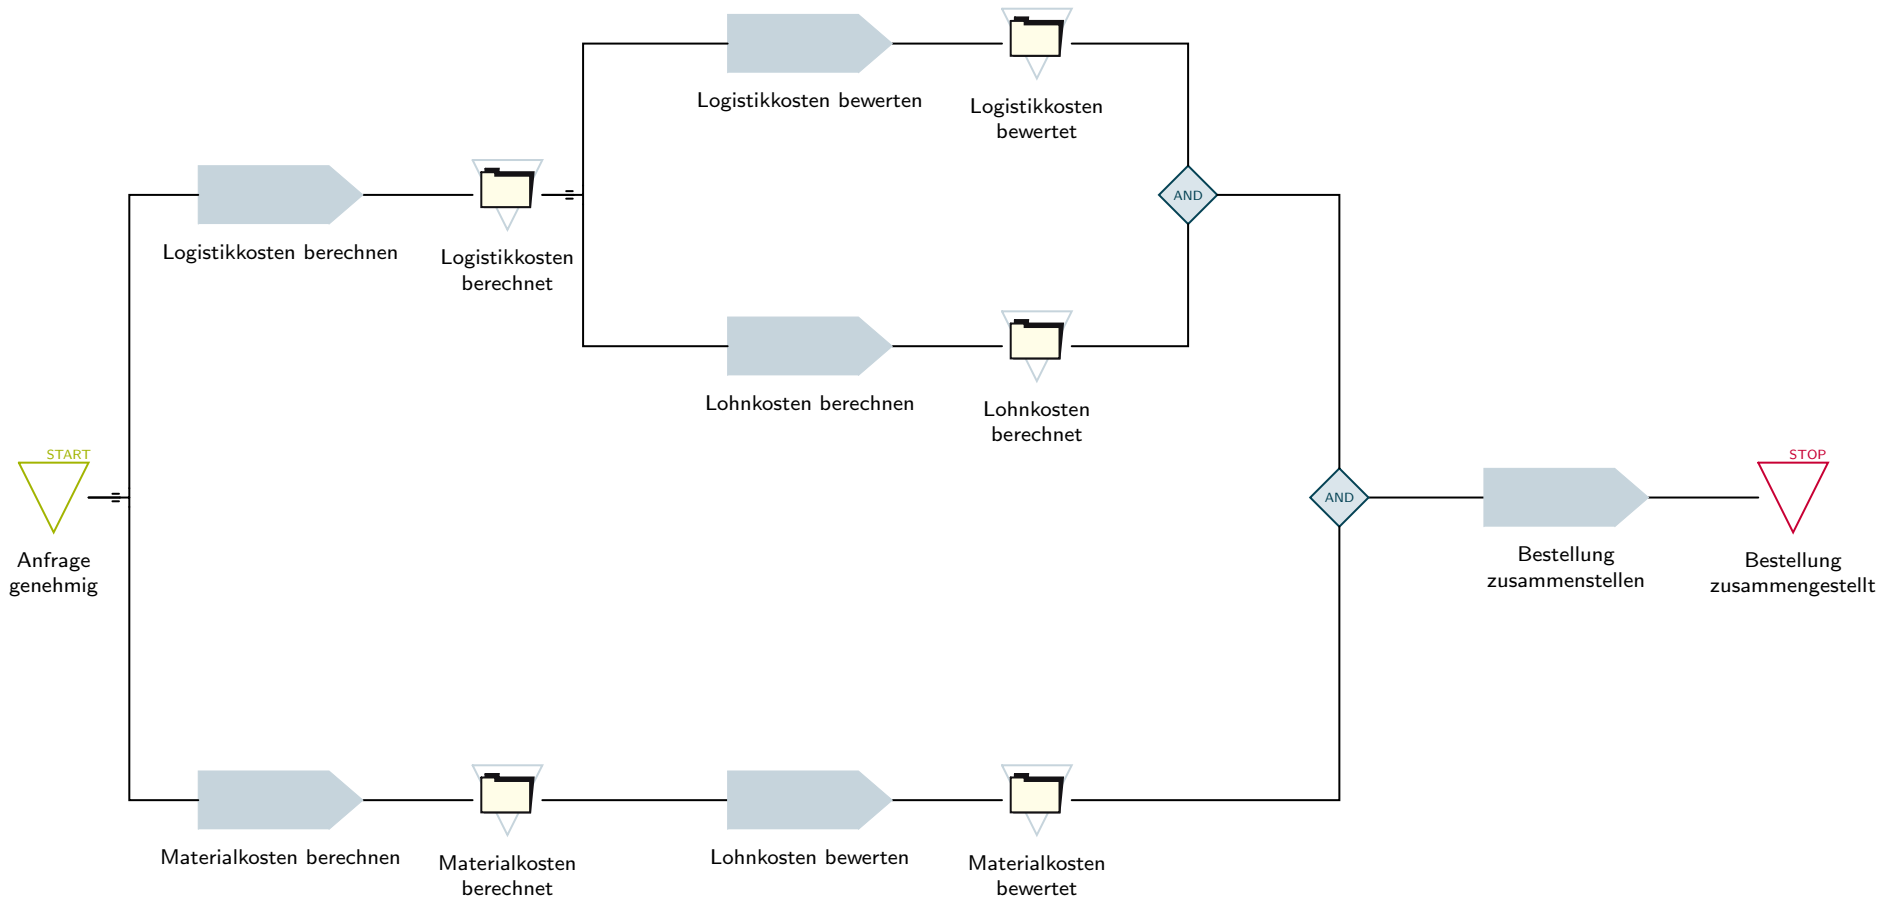 Logistikkosten bewerten
Logistikkosten
bewertet
AND
Logistikkosten berechnen
Logistikkosten
berechnet
Lohnkosten berechnen
Lohnkosten
berechnet
START
Anfrage
genehmig
AND
Bestellung
zusammenstellen
STOP
Bestellung
zusammengestellt
Materialkosten berechnen
Materialkosten
berechnet
Lohnkosten bewerten
Materialkosten
bewertet